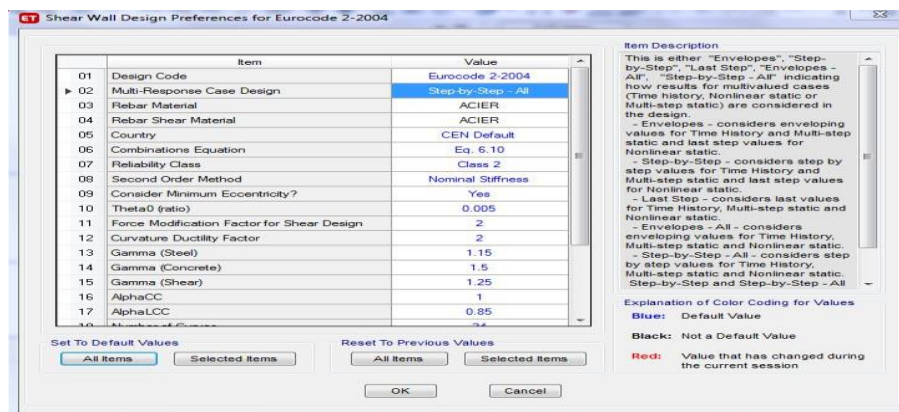 ET Shear Wall Design Preferences for Eurocode 2-2004
Item Value
01 Design Code Eurocode 2-2004
02 Multi-Response Case Design Step-by-Step - All
03 Rebar Material ACIER
04 Rebar Shear Material ACIER
05 Country CEN Default
06 Combinations Equation Eq. 6.10
07 Reliability Class Class 2
08 Second Order Method Nominal Stiffness
09 Consider Minimum Eccentricity? Yes
10 Theta0 (ratio) 0.005
11 Force Modification Factor for Shear Design 2
12 Curvature Ductility Factor 2
13 Gamma (Steel) 1.15
14 Gamma (Concrete) 1.5
15 Gamma (Shear) 1.25
16 AlphaCC 1
17 AlphaLCC 0.85
Set To Default Values
All Items Selected Items
Reset To Previous Values
All Items Selected Items
OK Cancel
Item Description
This is either "Envelopes", "Step-
by-Step", "Last Step", "Envelopes -
All", "Step-by-Step - All" indicating
how results for multivalued cases
(Time history, Nonlinear static or
Multi-step static) are considered in
the design.
- Envelopes - considers enveloping
values for Time History and Multi-step
static and last step values for
Nonlinear static.
- Step-by-Step - considers step by
step values for Time History and
Multi-step static and last step values
for Nonlinear static.
- Last Step - considers last values
for Time History, Multi-step static and
Nonlinear static.
- Envelopes - All - considers
enveloping values for Time History,
Multi-step static and Nonlinear static.
- Step-by-Step - All - considers step
by step values for Time History,
Multi-step static and Nonlinear static.
Step-by-Step and Step-by-Step - All
Explanation of Color Coding for Values
Blue: Default Value
Black: Not a Default Value
Red: Value that has changed during
the current session